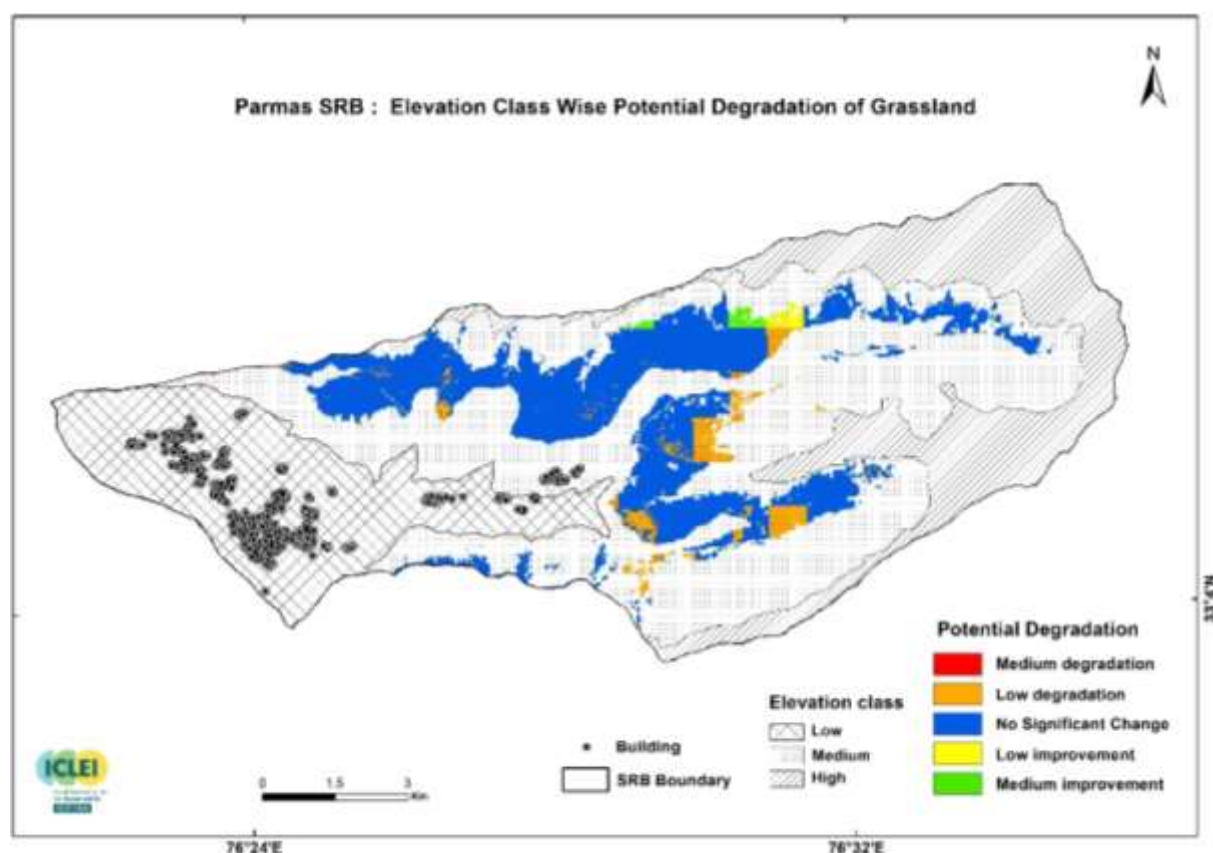 N
Parmas SRB : Elevation Class Wise Potential Degradation of Grassland
33°4'N
Potential Degradation
Medium degradation
Low degradation
No Significant Change
Low improvement
Medium improvement
Elevation class
Low
Medium
High
Building
SRB Boundary
ICLEI
0 1.5 3
Km
76°24'E 76°32'E